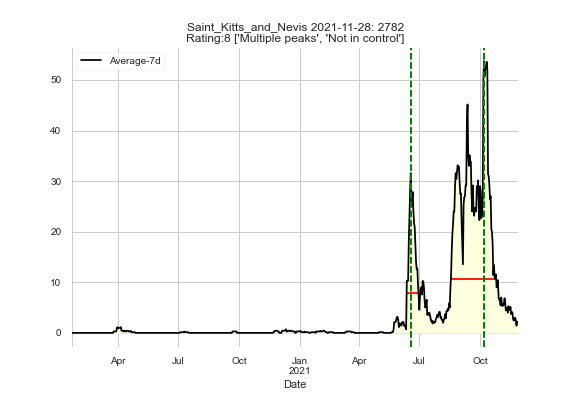 Saint_Kitts_and_Nevis 2021-11-28: 2782
Rating:8 ['Multiple peaks', 'Not in control']
Average-7d
50
40
30
20
10
0
Apr Jul Oct Jan Apr Jul Oct
2021
Date